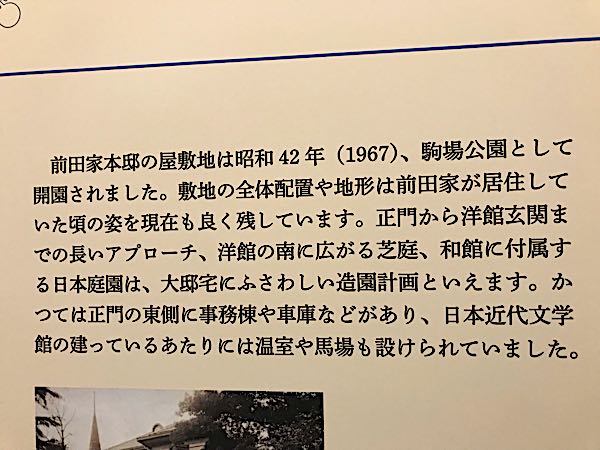 前田家本邸の屋敷地は昭和 42 年（1967）、駒場公園として
開園されました。敷地の全体配置や地形は前田家が居住して
いた頃の姿を現在も良く残しています。正門から洋館玄関ま
での長いアプローチ、洋館の南に広がる芝庭、和館に付属す
る日本庭園は、大邸宅にふさわしい造園計画といえます。か
つては正門の東側に事務棟や車庫などがあり、日本近代文学
館の建っているあたりには温室や馬場も設けられていました。